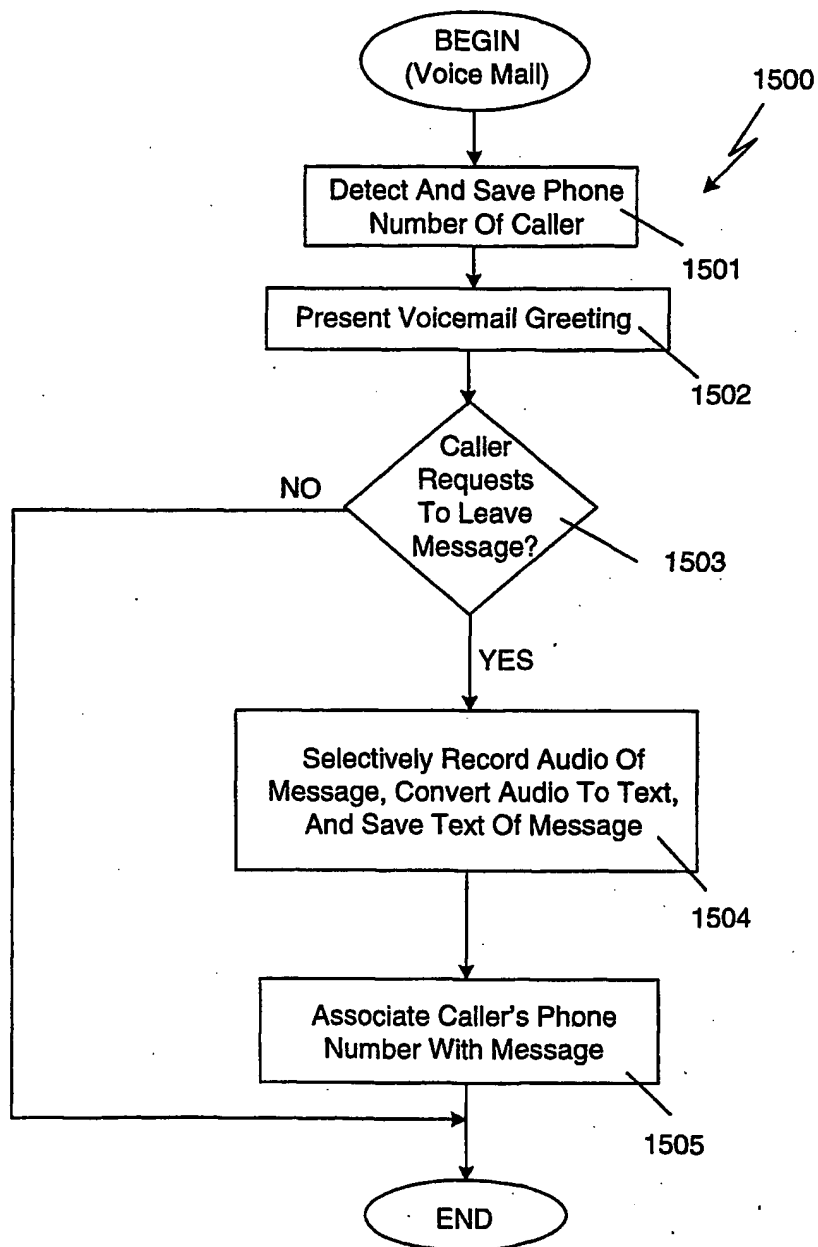 BEGIN
(Voice Mail)
1500
Detect And Save Phone
Number Of Caller
1501
Present Voicemail Greeting
1502
Caller
Requests
To Leave
Message?
NO
1503
YES
Selectively Record Audio Of
Message, Convert Audio To Text,
And Save Text Of Message
1504
Associate Caller's Phone
Number With Message
1505
END